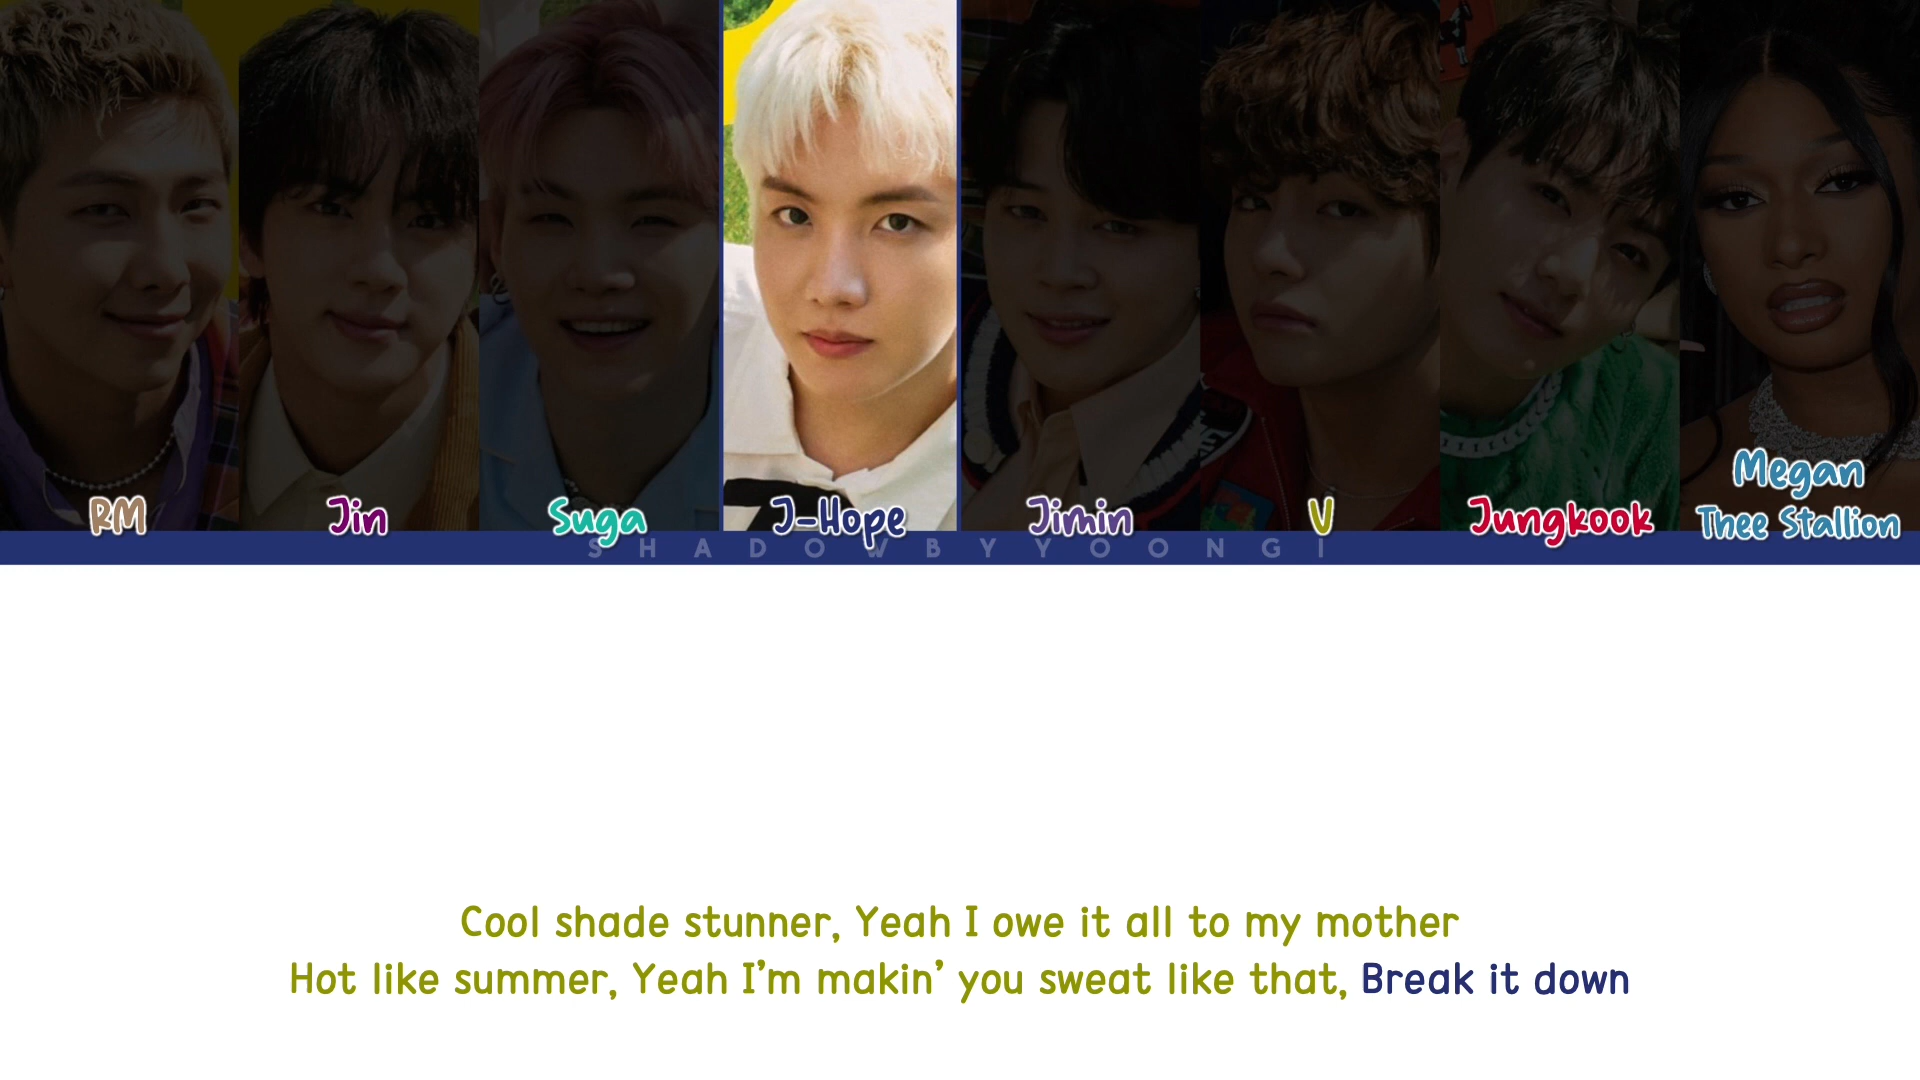 RM
Jin
Suga
J-Hope
Jimin
V
Jungkook
Megan
Thee Stallion
SHADOWBYYOONGI
Cool shade stunner, Yeah I owe it all to my mother
Hot like summer, Yeah I'm makin' you sweat like that, Break it down